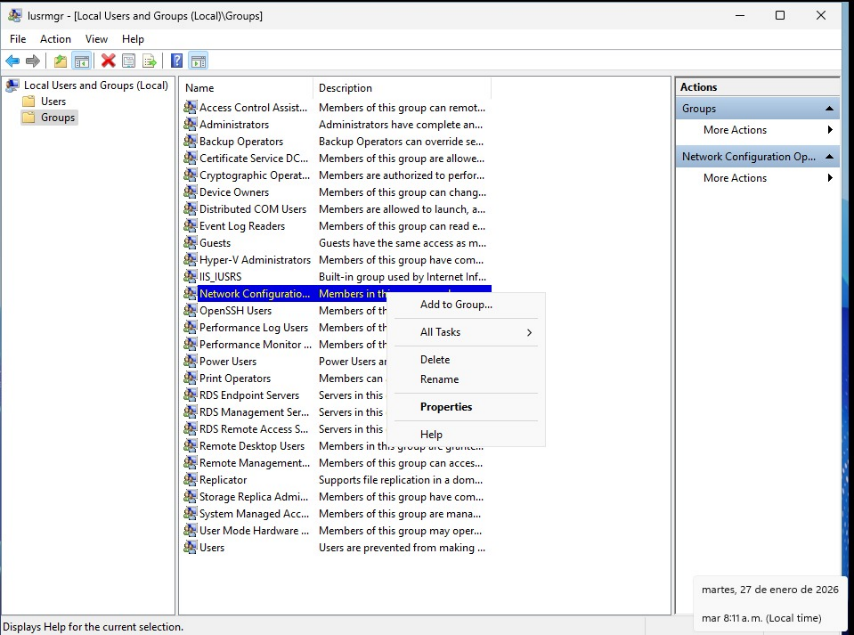 lusrmgr - [Local Users and Groups (Local)\Groups]
File Action View Help
Local Users and Groups (Local)
Users
Groups
Name Description
Access Control Assist... Members of this group can remot...
Administrators Administrators have complete an...
Backup Operators Backup Operators can override se...
Certificate Service DC... Members of this group are allowe...
Cryptographic Operat... Members are authorized to perfor...
Device Owners Members of this group can chang...
Distributed COM Users Members are allowed to launch, a...
Event Log Readers Members of this group can read e...
Guests Guests have the same access as m...
Hyper-V Administrators Members of this group have com...
IIS_IUSRS Built-in group used by Internet Inf...
Network Configuratio... Members in th
OpenSSH Users Members of th
Performance Log Users Members of th
Performance Monitor ... Members of th
Power Users Power Users an
Print Operators Members can
RDS Endpoint Servers Servers in this
RDS Management Ser... Servers in this
RDS Remote Access S... Servers in this
Remote Desktop Users Members in this group are grante...
Remote Management... Members of this group can acces...
Replicator Supports file replication in a dom...
Storage Replica Admi... Members of this group have com...
System Managed Acc... Members of this group are mana...
User Mode Hardware ... Members of this group may oper...
Users Users are prevented from making ...
Add to Group...
All Tasks
Delete
Rename
Properties
Help
Actions
Groups
More Actions
Network Configuration Op...
More Actions
martes, 27 de enero de 2026
mar 8:11 a. m. (Local time)
Displays Help for the current selection.